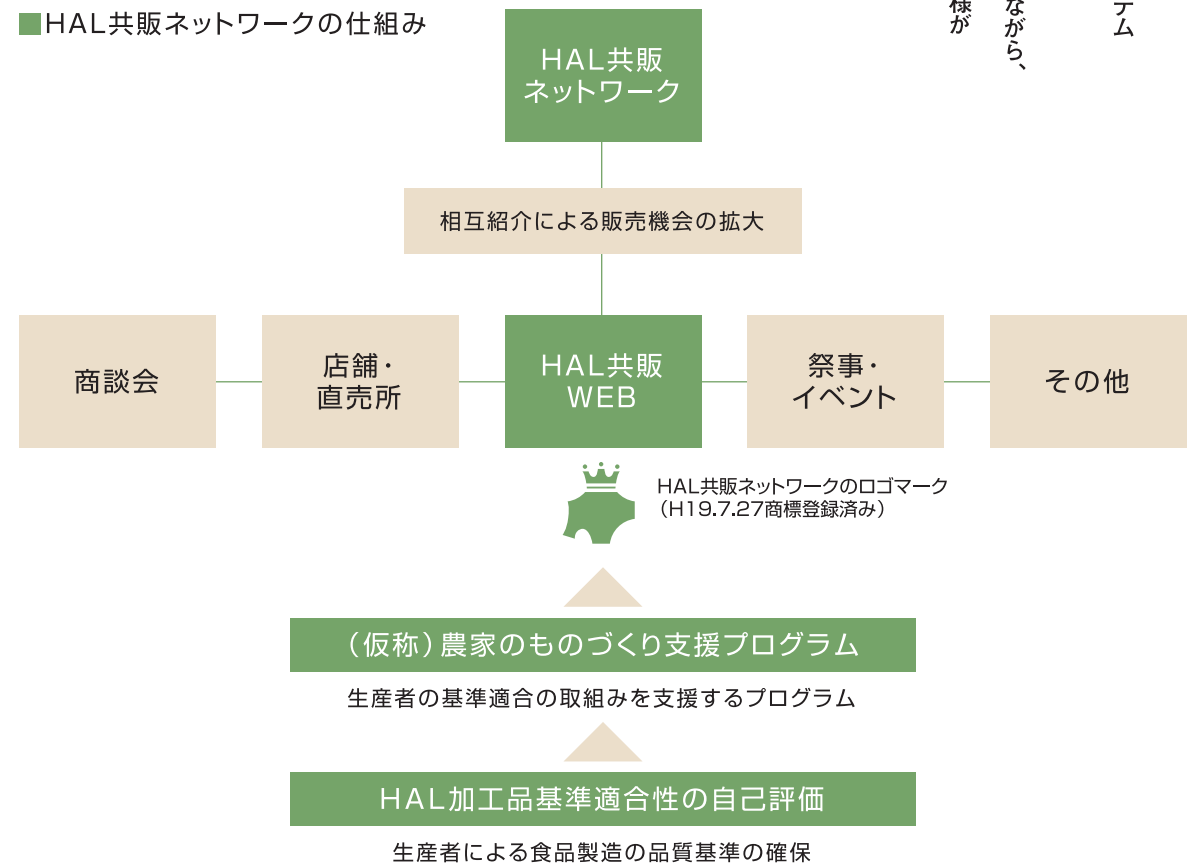 ■HAL共販ネットワークの仕組み
テム
ながら、
様が
HAL共販
ネットワーク
相互紹介による販売機会の拡大
商談会
店舗・
直売所
HAL共販
WEB
祭事・
イベント
その他
HAL共販ネットワークのロゴマーク
（H19.7.27商標登録済み）
（仮称）農家のものづくり支援プログラム
生産者の基準適合の取組みを支援するプログラム
HAL加工品基準適合性の自己評価
生産者による食品製造の品質基準の確保